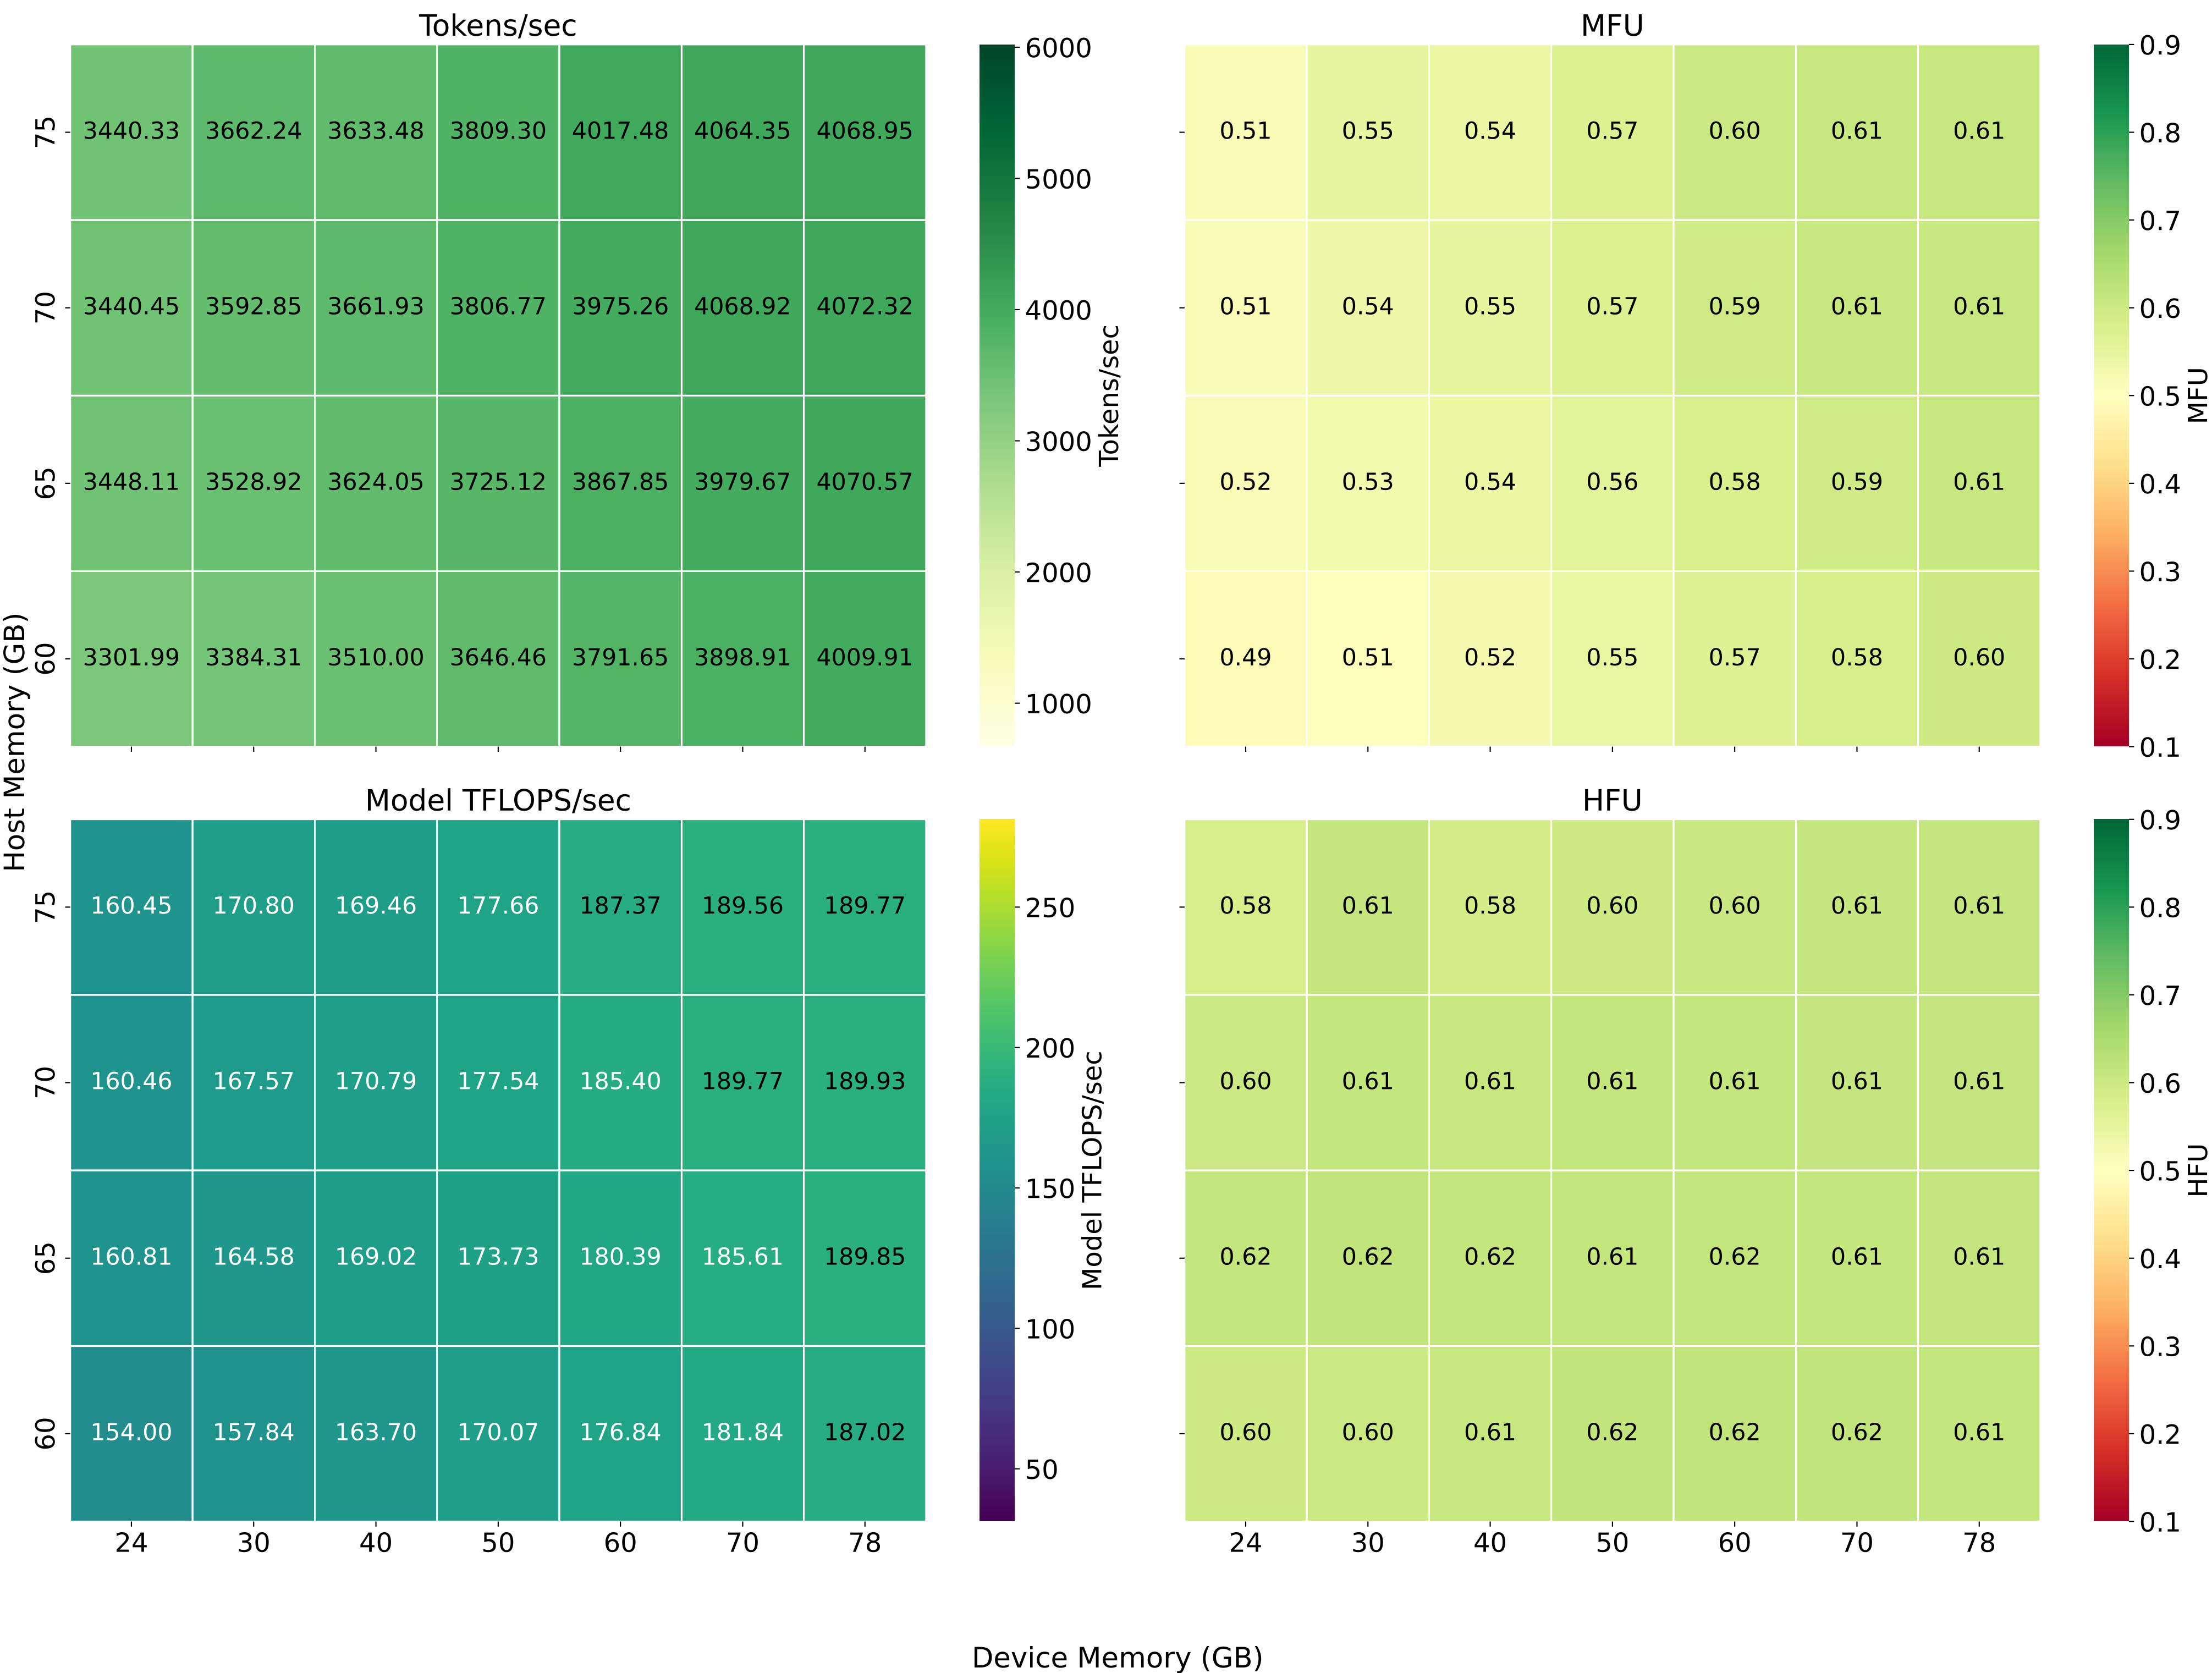 Tokens/sec
75 3440.33 3662.24 3633.48 3809.30 4017.48 4064.35 4068.95
70 3440.45 3592.85 3661.93 3806.77 3975.26 4068.92 4072.32
65 3448.11 3528.92 3624.05 3725.12 3867.85 3979.67 4070.57
60 3301.99 3384.31 3510.00 3646.46 3791.65 3898.91 4009.91
6000
5000
4000
3000
2000
1000
Tokens/sec
MFU
0.51 0.55 0.54 0.57 0.60 0.61 0.61
0.51 0.54 0.55 0.57 0.59 0.61 0.61
0.52 0.53 0.54 0.56 0.58 0.59 0.61
0.49 0.51 0.52 0.55 0.57 0.58 0.60
0.9
0.8
0.7
0.6
0.5
0.4
0.3
0.2
0.1
MFU
Host Memory (GB)
Model TFLOPS/sec
75 160.45 170.80 169.46 177.66 187.37 189.56 189.77
70 160.46 167.57 170.79 177.54 185.40 189.77 189.93
65 160.81 164.58 169.02 173.73 180.39 185.61 189.85
60 154.00 157.84 163.70 170.07 176.84 181.84 187.02
24 30 40 50 60 70 78
250
200
150
100
50
Model TFLOPS/sec
HFU
0.58 0.61 0.58 0.60 0.60 0.61 0.61
0.60 0.61 0.61 0.61 0.61 0.61 0.61
0.62 0.62 0.62 0.61 0.62 0.61 0.61
0.60 0.60 0.61 0.62 0.62 0.62 0.61
24 30 40 50 60 70 78
0.9
0.8
0.7
0.6
0.5
0.4
0.3
0.2
0.1
HFU
Device Memory (GB)